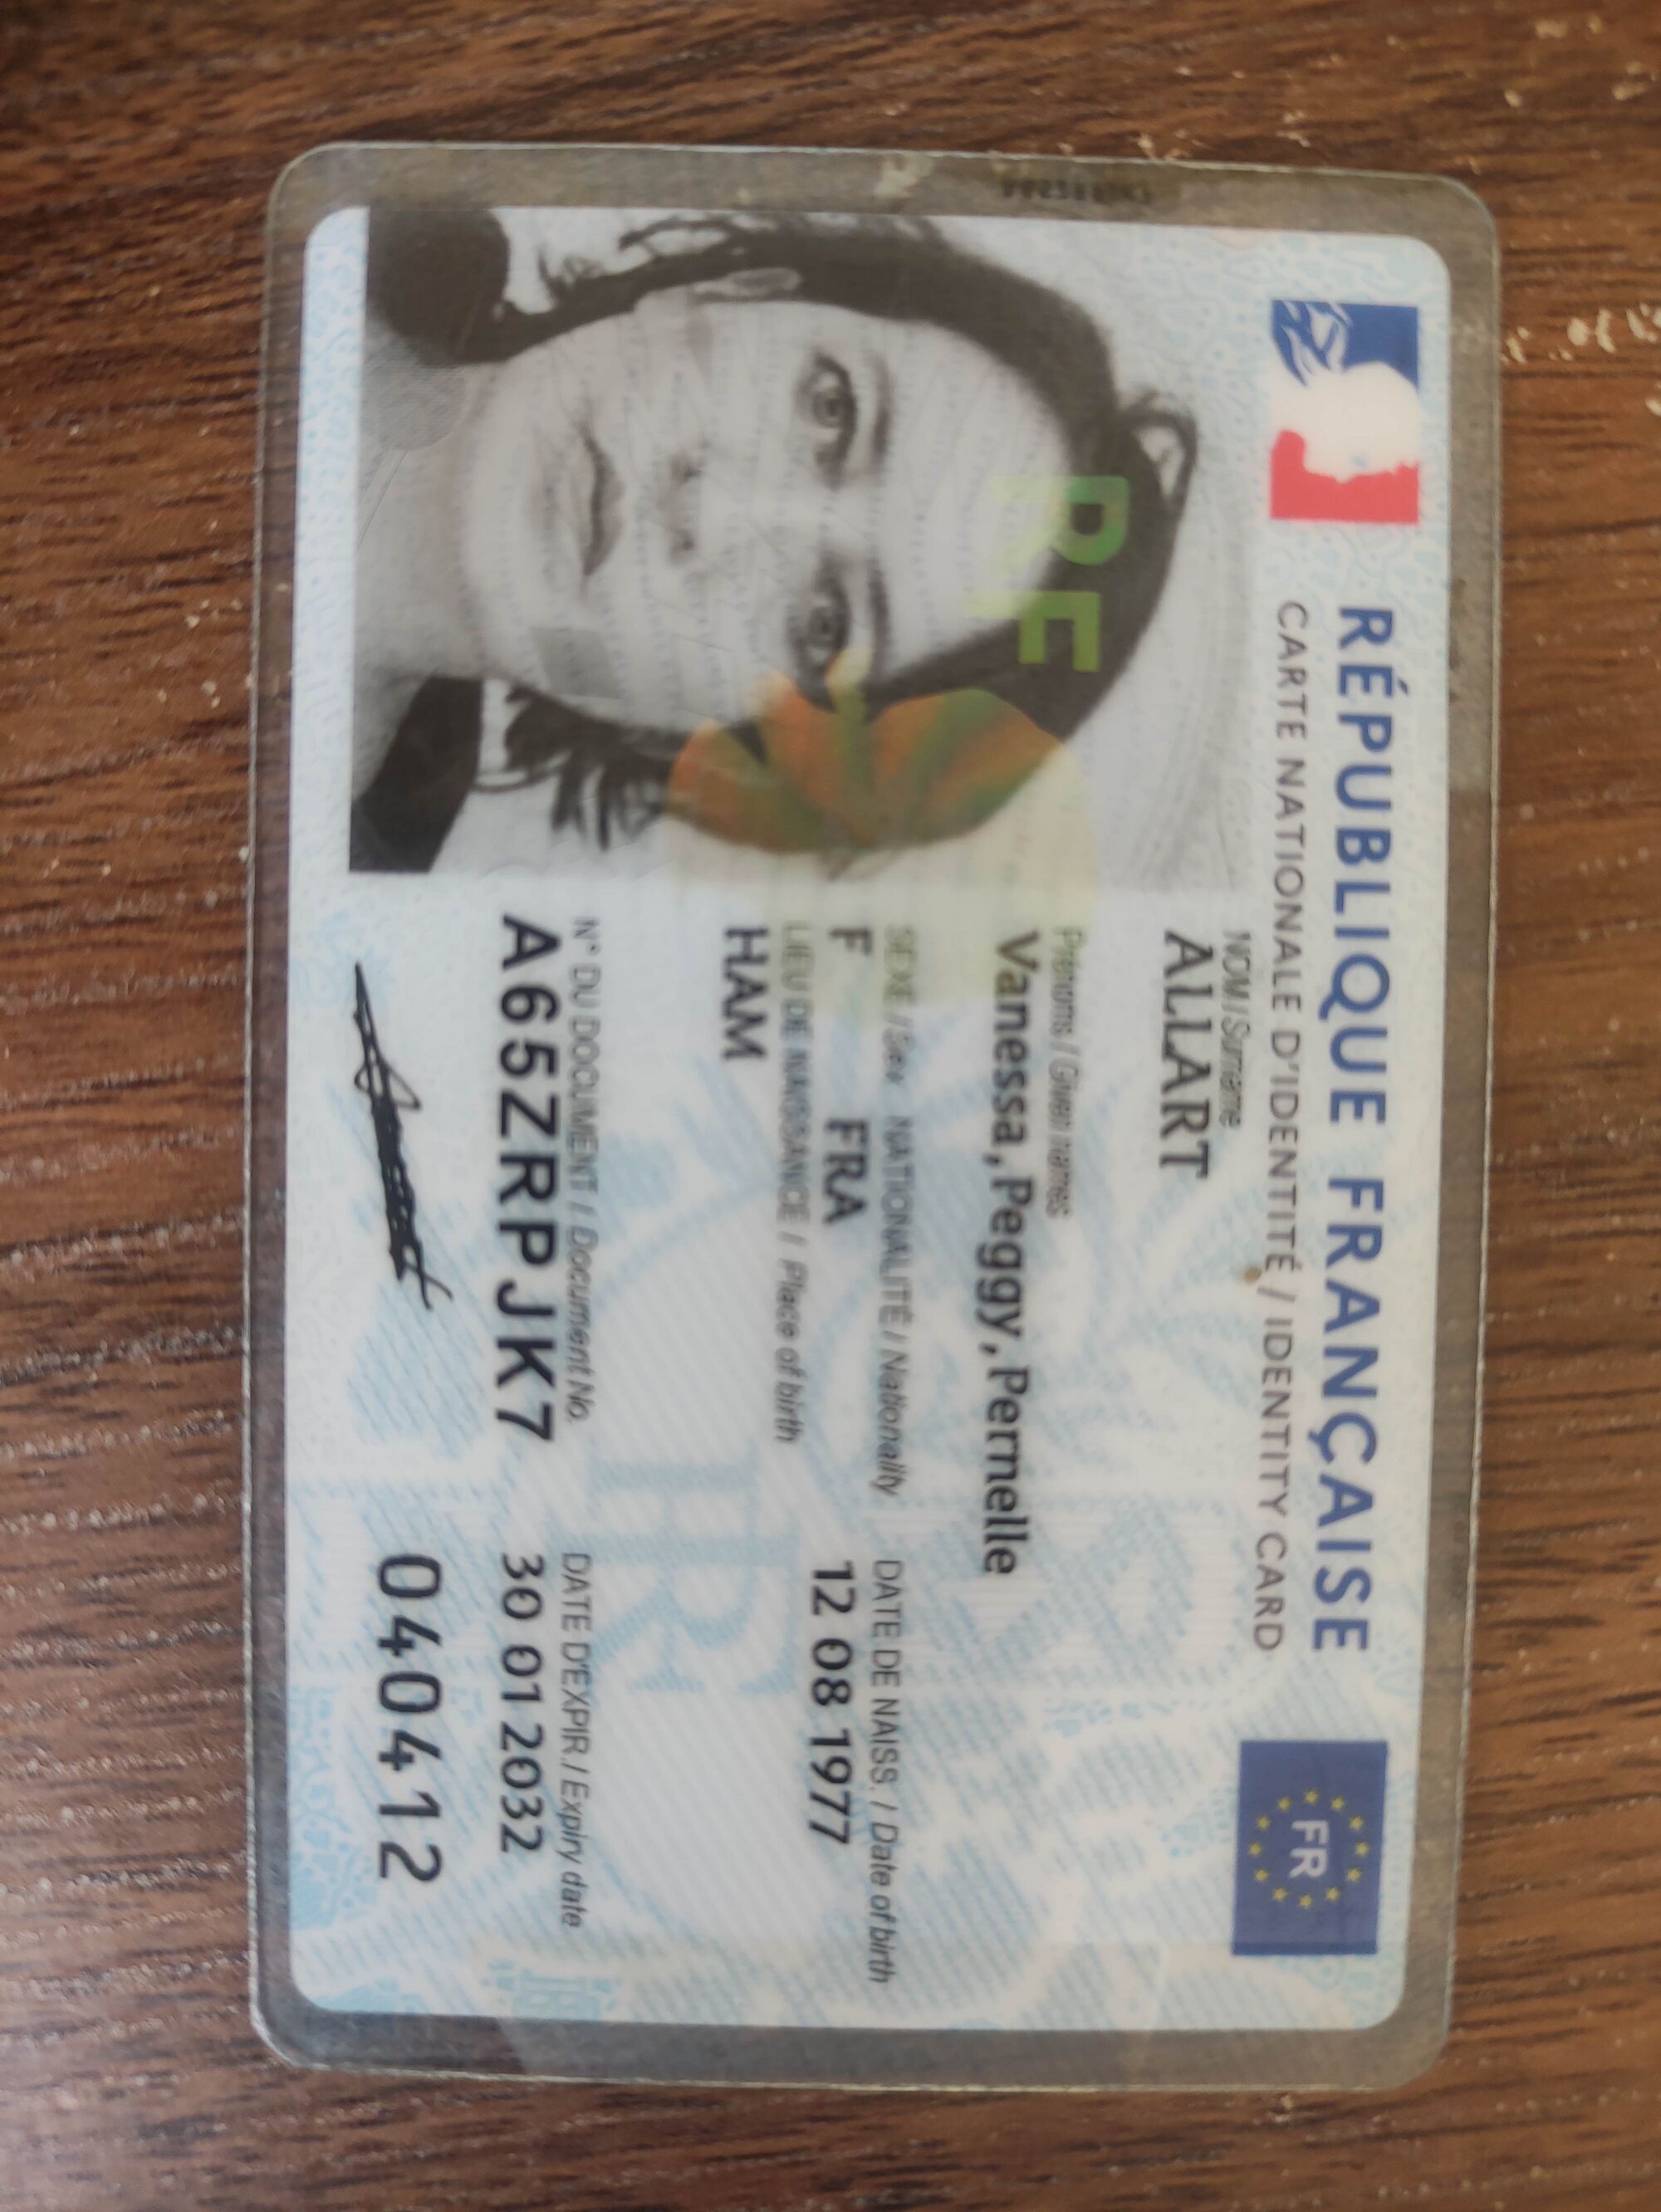 RÉPUBLIQUE FRANÇAISE
CARTE NATIONALE D'IDENTITÉ / IDENTITY CARD
FR
NOM / Surname
ALLART
Prénoms / Given names
Vanessa, Peggy, Pernelle
SEXE / Sex NATIONALITÉ / Nationality DATE DE NAISS. / Date of birth
F FRA 12 08 1977
LIEU DE NAISSANCE / Place of birth
HAM
N° DU DOCUMENT / Document No. DATE D'EXPIR. / Expiry date
A65ZRPJK7 30 01 2032
040412
RF